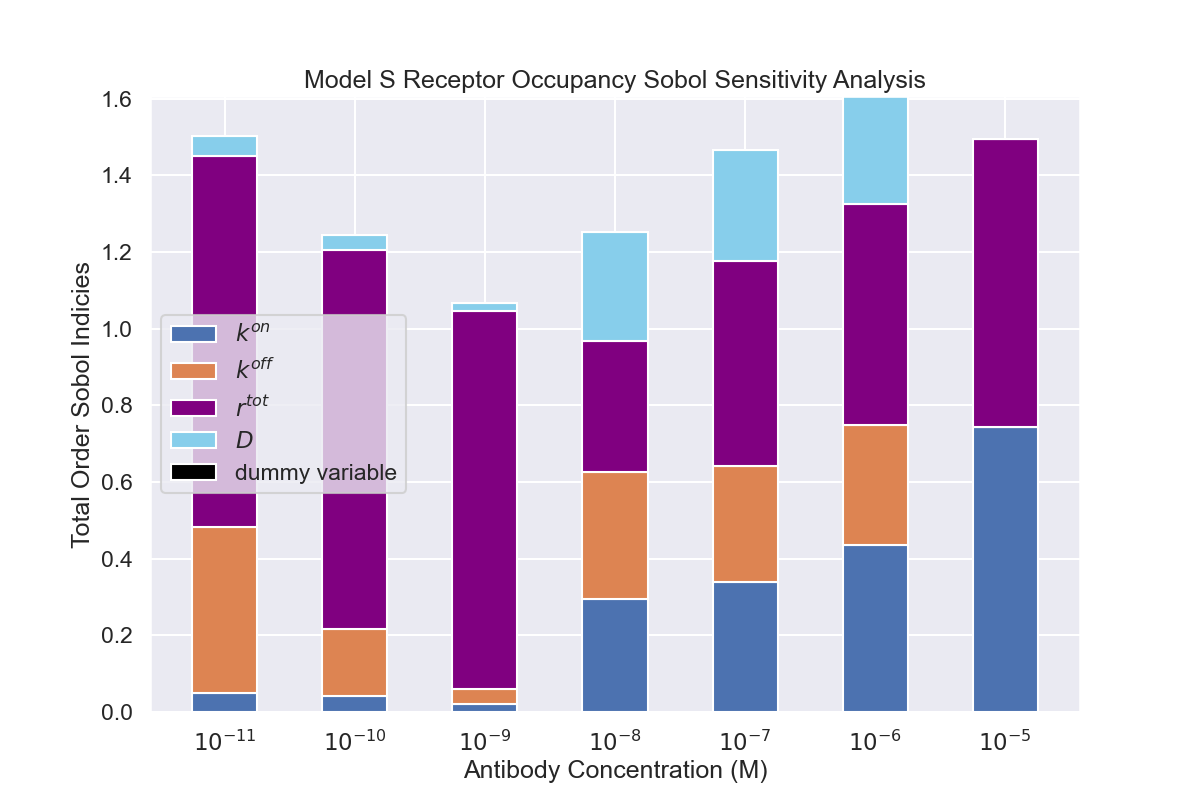 Model S Receptor Occupancy Sobol Sensitivity Analysis
Total Order Sobol Indicies
1.6
1.4
1.2
1.0
0.8
0.6
0.4
0.2
0.0
k^{on}
k^{off}
r^{tot}
D
dummy variable
10^{-11} 10^{-10} 10^{-9} 10^{-8} 10^{-7} 10^{-6} 10^{-5}
Antibody Concentration (M)